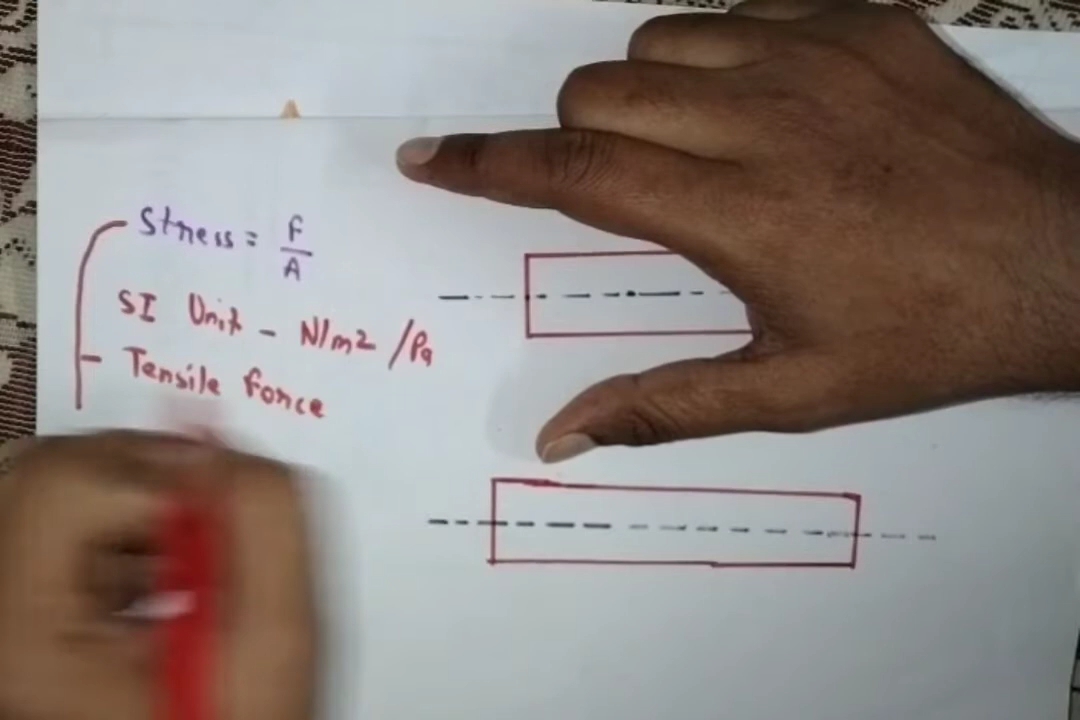 Stress = F/A
SI Unit - N/m2 /Pa
- Tensile force